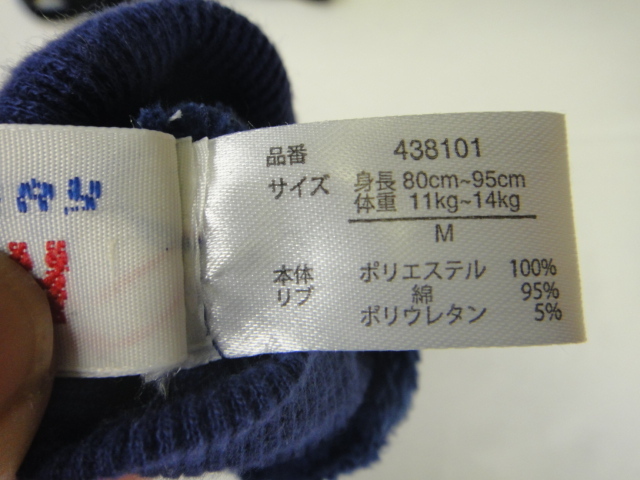 品番 438101
サイズ 身長 80cm~95cm
体重 11kg~14kg
M
本体 ポリエステル 100%
リブ 綿 95%
ポリウレタン 5%